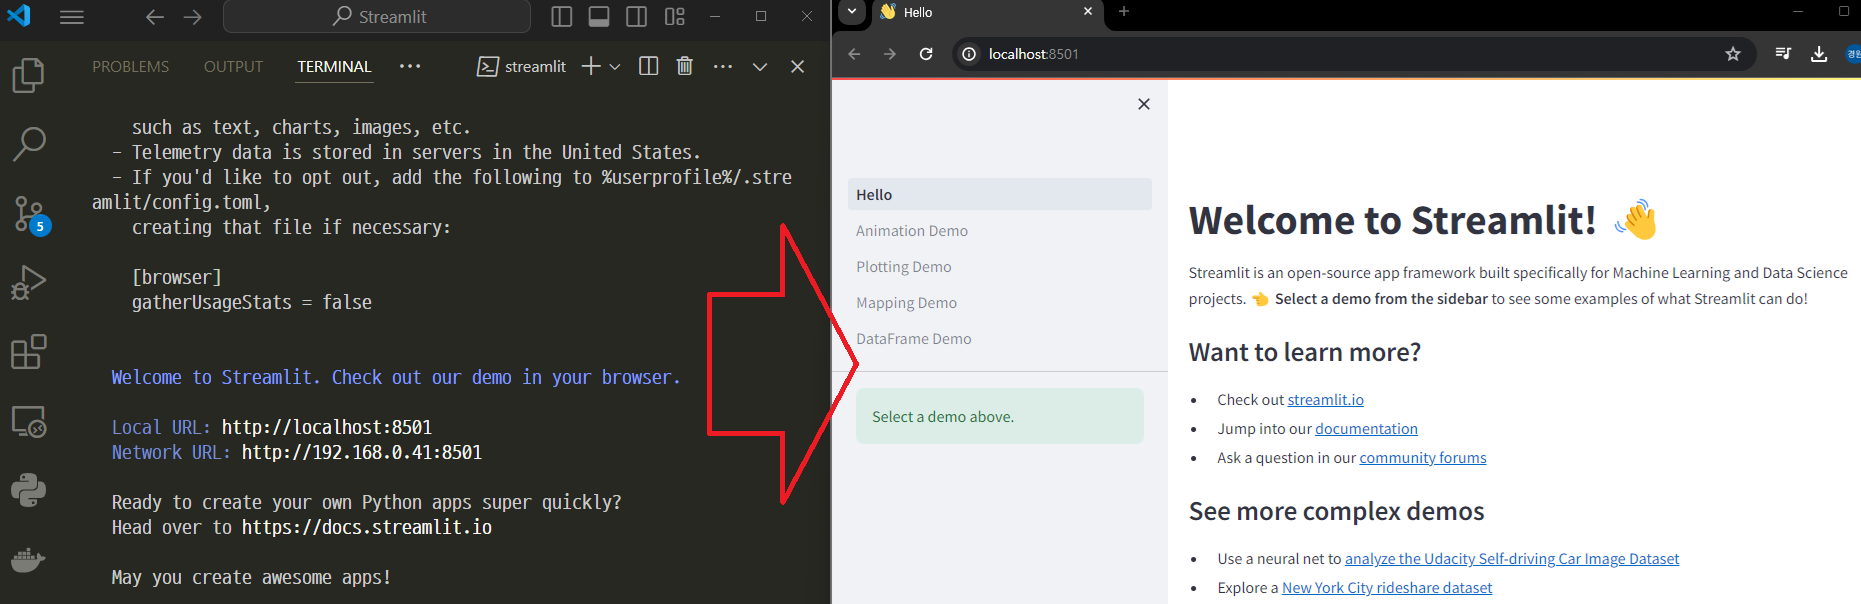 Streamlit
PROBLEMS OUTPUT TERMINAL ··· streamlit
such as text, charts, images, etc.
- Telemetry data is stored in servers in the United States.
- If you'd like to opt out, add the following to %userprofile%/.stre
amlit/config.toml,
creating that file if necessary:
[browser]
gatherUsageStats = false
Welcome to Streamlit. Check out our demo in your browser.
Local URL: http://localhost:8501
Network URL: http://192.168.0.41:8501
Ready to create your own Python apps super quickly?
Head over to https://docs.streamlit.io
May you create awesome apps!
5
Hello
localhost:8501
경원
Hello
Animation Demo
Plotting Demo
Mapping Demo
DataFrame Demo
Select a demo above.
Welcome to Streamlit! 👋
Streamlit is an open-source app framework built specifically for Machine Learning and Data Science
projects. 👈 Select a demo from the sidebar to see some examples of what Streamlit can do!
Want to learn more?
• Check out streamlit.io
• Jump into our documentation
• Ask a question in our community forums
See more complex demos
• Use a neural net to analyze the Udacity Self-driving Car Image Dataset
• Explore a New York City rideshare dataset